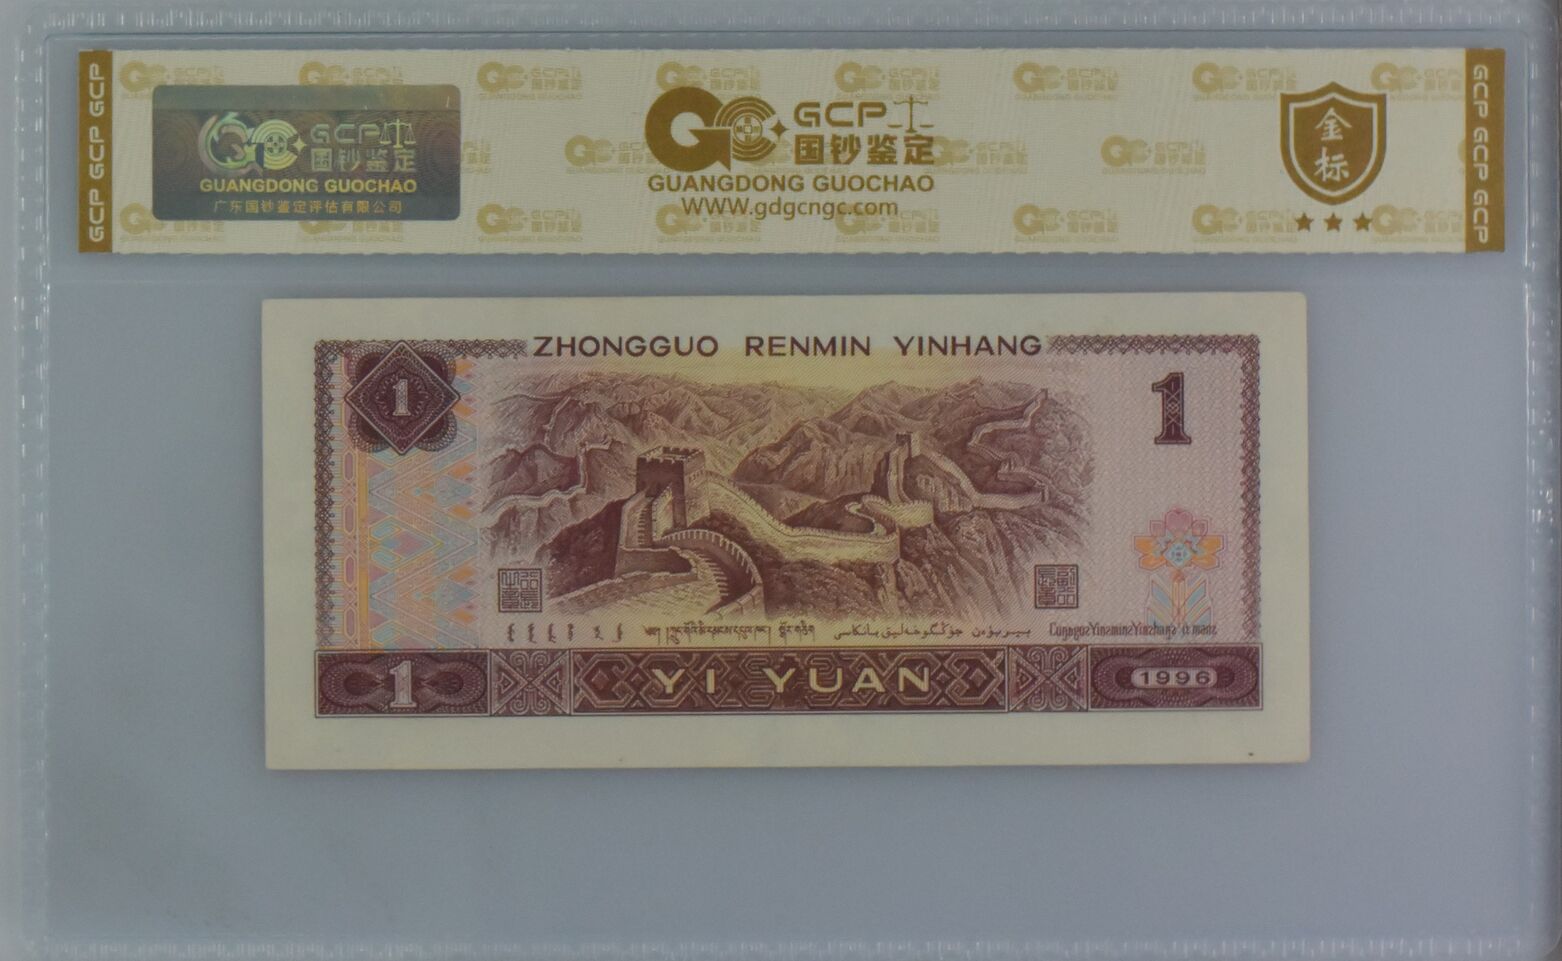 GCP GCP GCP
GCP
国钞鉴定
GUANGDONG GUOCHAO
广东国钞鉴定评估有限公司
GCP
国钞鉴定
GUANGDONG GUOCHAO
WWW.gdgcngc.com
金标
GCP GCP GCP
ZHONGGUO RENMIN YINHANG
1
1
1
YI YUAN
1996